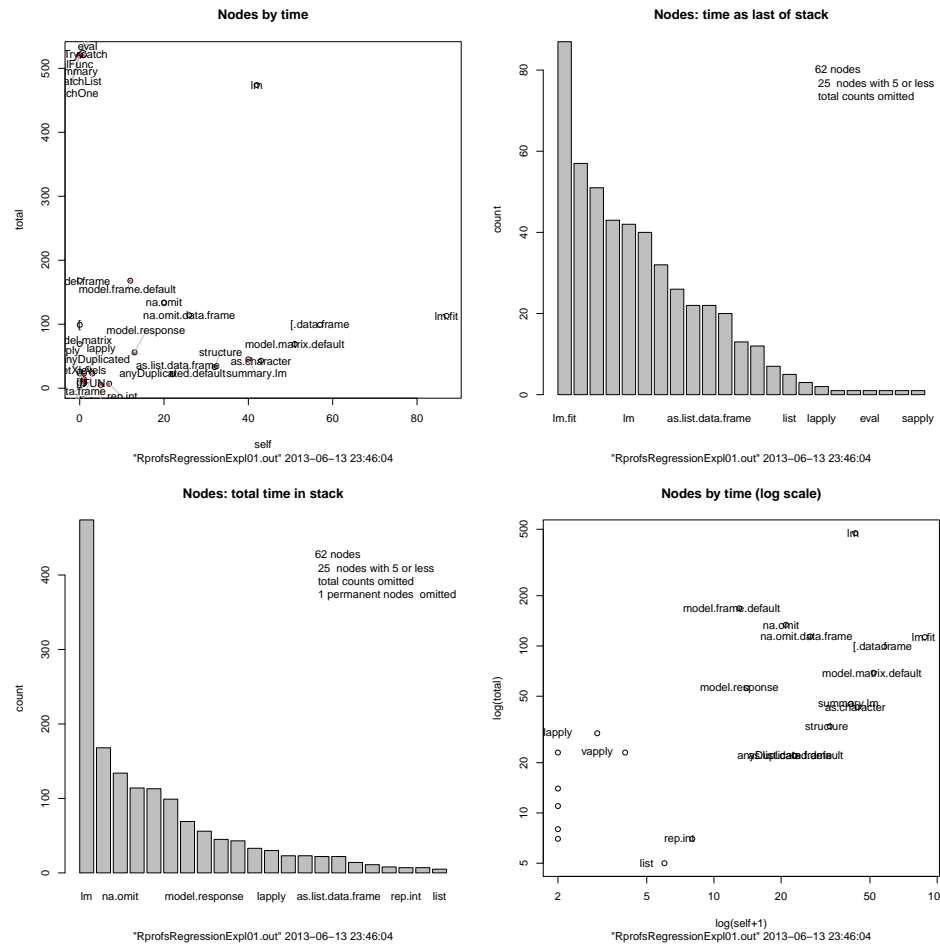 Nodes by time
eval
lFunc
mmary
atchList
chOne
lm
model.frame.default
na.omit
na.omit.data.frame
[.data.frame
lm.fit
model.response
model.matrix.default
lapply
structure
nyDuplicated
as.list.data.frame
as.character
anyDuplicated.default
summary.lm
rep.int
ta.frame
total
0 100 200 300 400 500
0 20 40 60 80
self
"RprofsRegressionExpl01.out" 2013−06−13 23:46:04
Nodes: time as last of stack
62 nodes
25 nodes with 5 or less
total counts omitted
count
0 20 40 60 80
lm.fit lm as.list.data.frame list lapply eval sapply
"RprofsRegressionExpl01.out" 2013−06−13 23:46:04
Nodes: total time in stack
62 nodes
25 nodes with 5 or less
total counts omitted
1 permanent nodes omitted
count
0 100 200 300 400
lm na.omit model.response lapply as.list.data.frame rep.int list
"RprofsRegressionExpl01.out" 2013−06−13 23:46:04
Nodes by time (log scale)
lm
model.frame.default
na.omit
na.omit.data.frame
lm.fit
[.data.frame
model.matrix.default
model.response
summary.lm
as.character
structure
lapply
vapply
rep.int
list
log(total)
5 10 20 50 100 200 500
2 5 10 20 50 10
log(self+1)
"RprofsRegressionExpl01.out" 2013−06−13 23:46:04